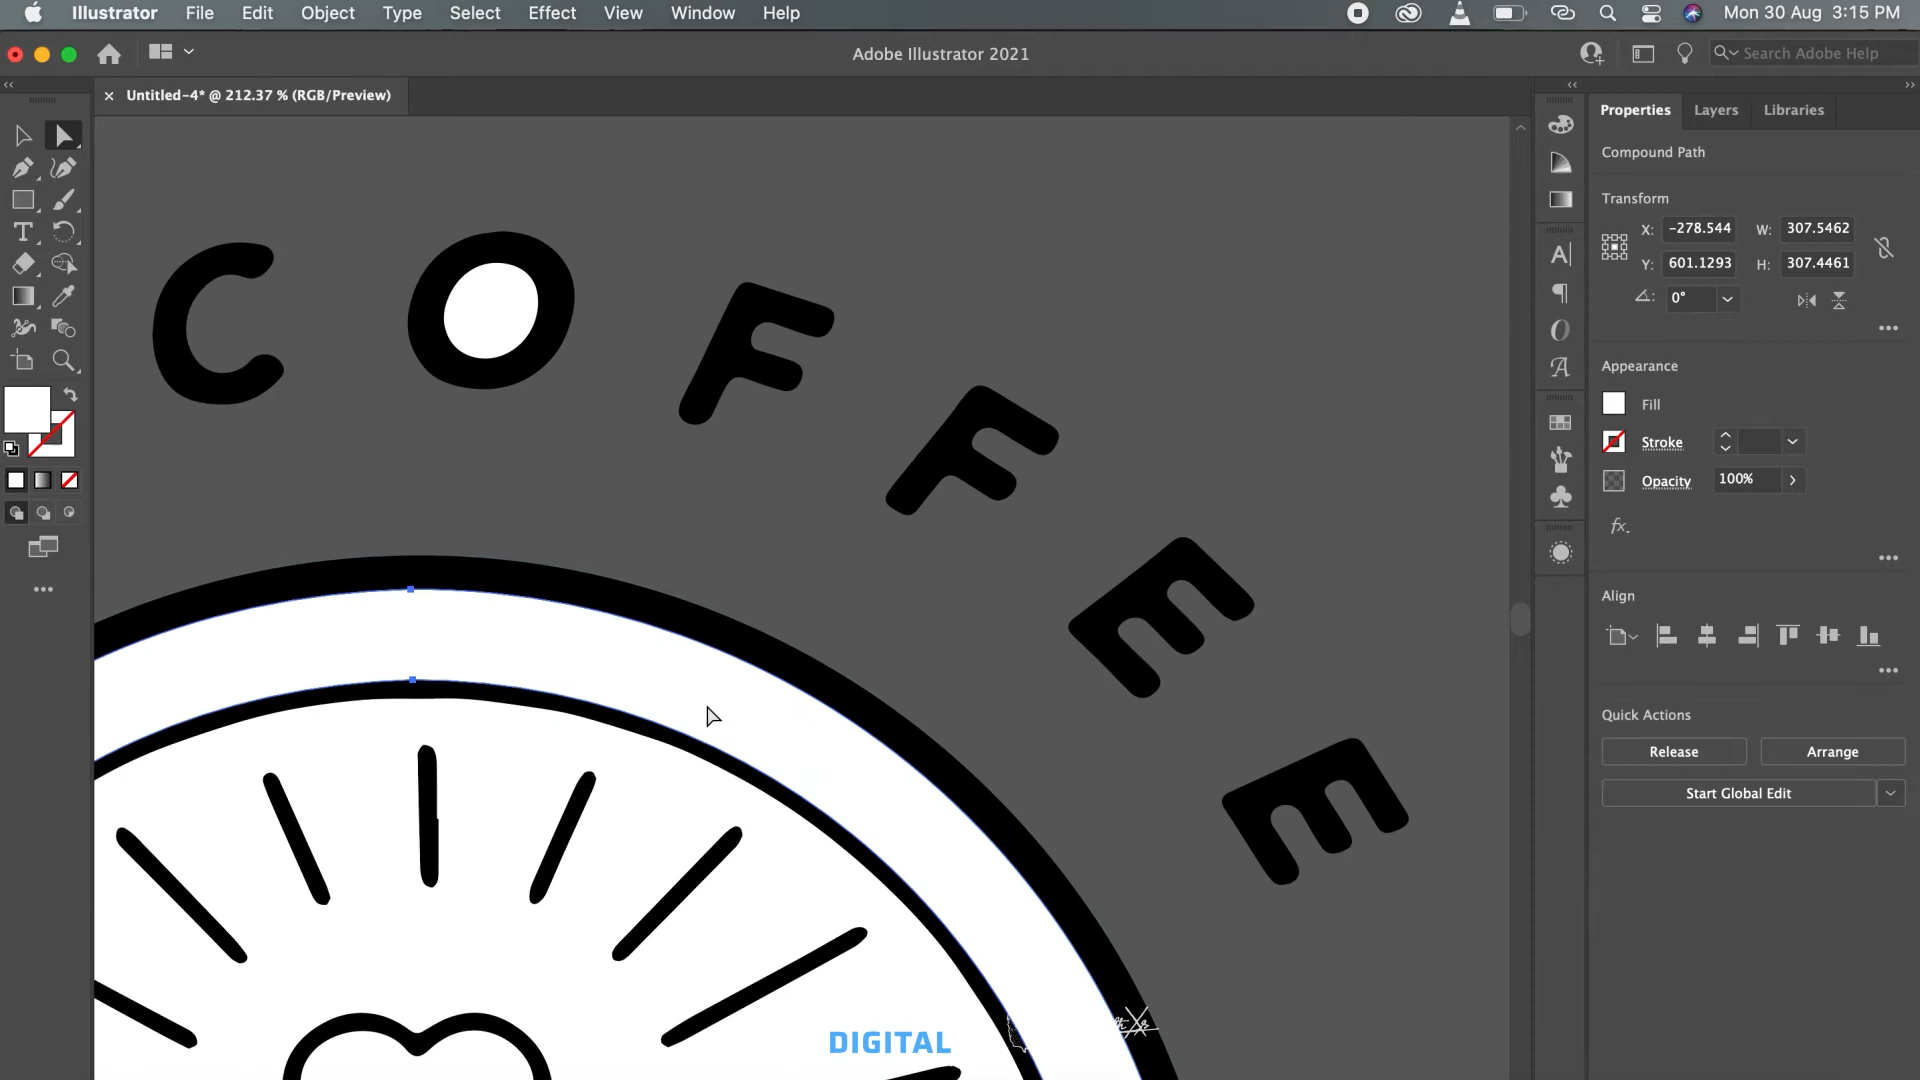 Illustrator File Edit Object Type Select Effect View Window Help Mon 30 Aug 3:15 PM
Adobe Illustrator 2021 Search Adobe Help
Untitled-4* @ 212.37 % (RGB/Preview)
Properties Layers Libraries
Compound Path
Transform
X: -278.544 W: 307.5462
Y: 601.1293 H: 307.4461
0°
Appearance
Fill
Stroke
Opacity 100%
fx.
Align
Quick Actions
Release Arrange
Start Global Edit
COFFEE
DIGITAL